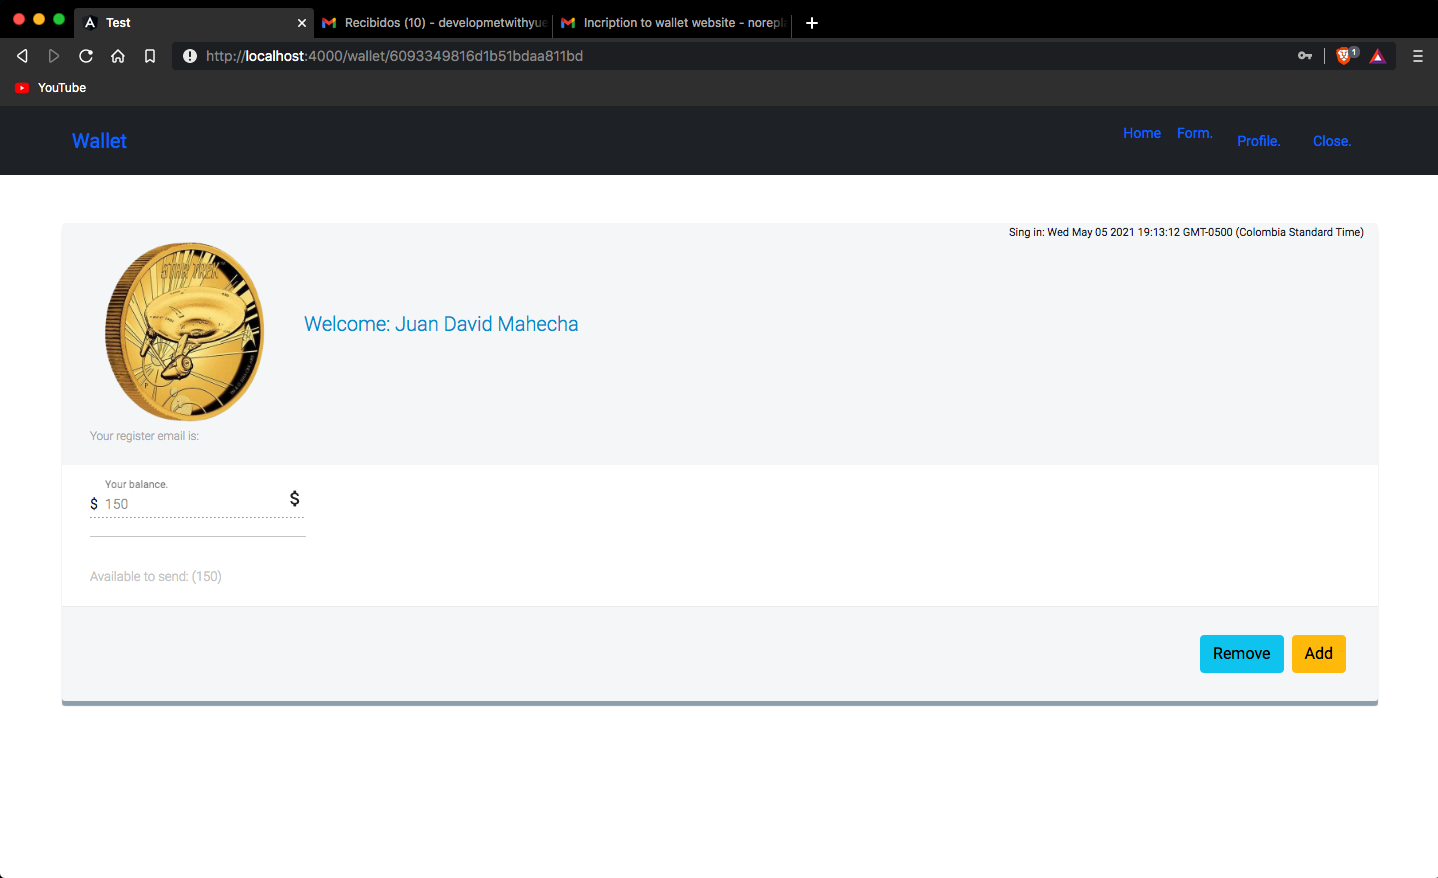 Test
Recibidos (10) - developmetwithyue
Incription to wallet website - norepl
http://localhost:4000/wallet/6093349816d1b51bdaa811bd
1
YouTube
Wallet
Home
Form.
Profile.
Close.
Sing in: Wed May 05 2021 19:13:12 GMT-0500 (Colombia Standard Time)
STAR TREK
Welcome: Juan David Mahecha
Your register email is:
Your balance.
$ 150 $
Available to send: (150)
Remove
Add